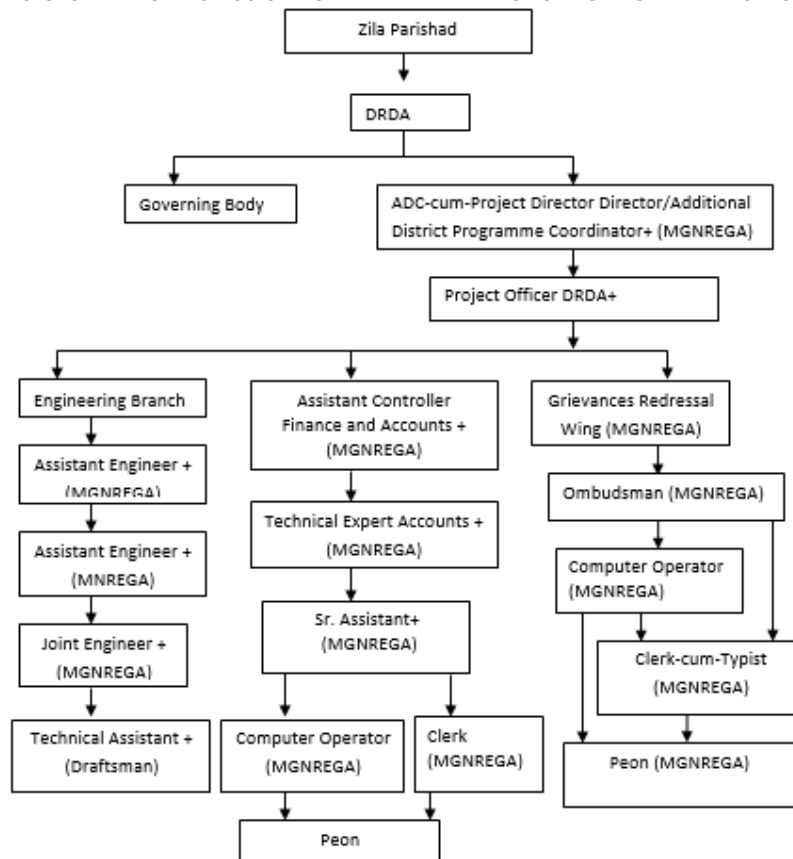 Zila Parishad
DRDA
Governing Body
ADC-cum-Project Director Director/Additional
District Programme Coordinator+ (MGNREGA)
Project Officer DRDA+
Engineering Branch
Assistant Engineer +
(MGNREGA)
Assistant Engineer +
(MNREGA)
Joint Engineer +
(MGNREGA)
Technical Assistant +
(Draftsman)
Assistant Controller
Finance and Accounts +
(MGNREGA)
Technical Expert Accounts +
(MGNREGA)
Sr. Assistant+
(MGNREGA)
Computer Operator
(MGNREGA)
Clerk
(MGNREGA)
Peon
Grievances Redressal
Wing (MGNREGA)
Ombudsman (MGNREGA)
Computer Operator
(MGNREGA)
Clerk-cum-Typist
(MGNREGA)
Peon (MGNREGA)